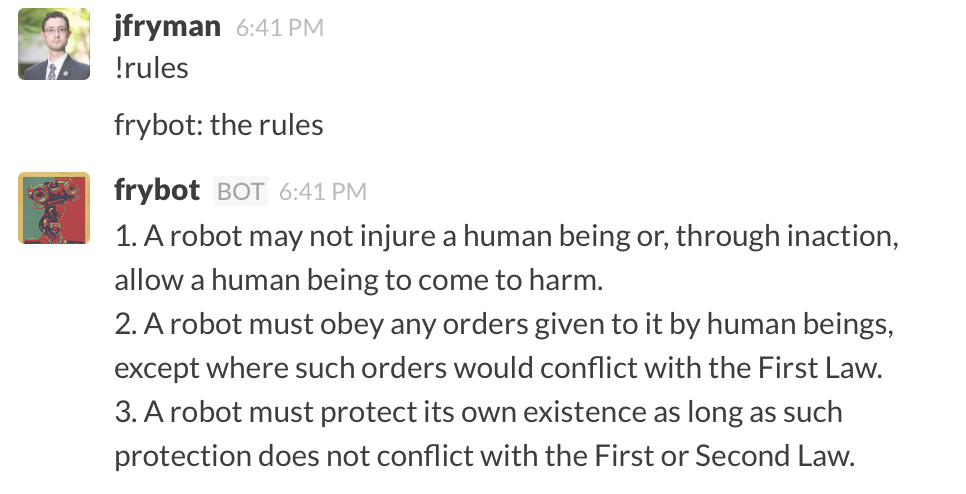 jfryman 6:41 PM
!rules
frybot: the rules
frybot BOT 6:41 PM
1. A robot may not injure a human being or, through inaction,
allow a human being to come to harm.
2. A robot must obey any orders given to it by human beings,
except where such orders would conflict with the First Law.
3. A robot must protect its own existence as long as such
protection does not conflict with the First or Second Law.